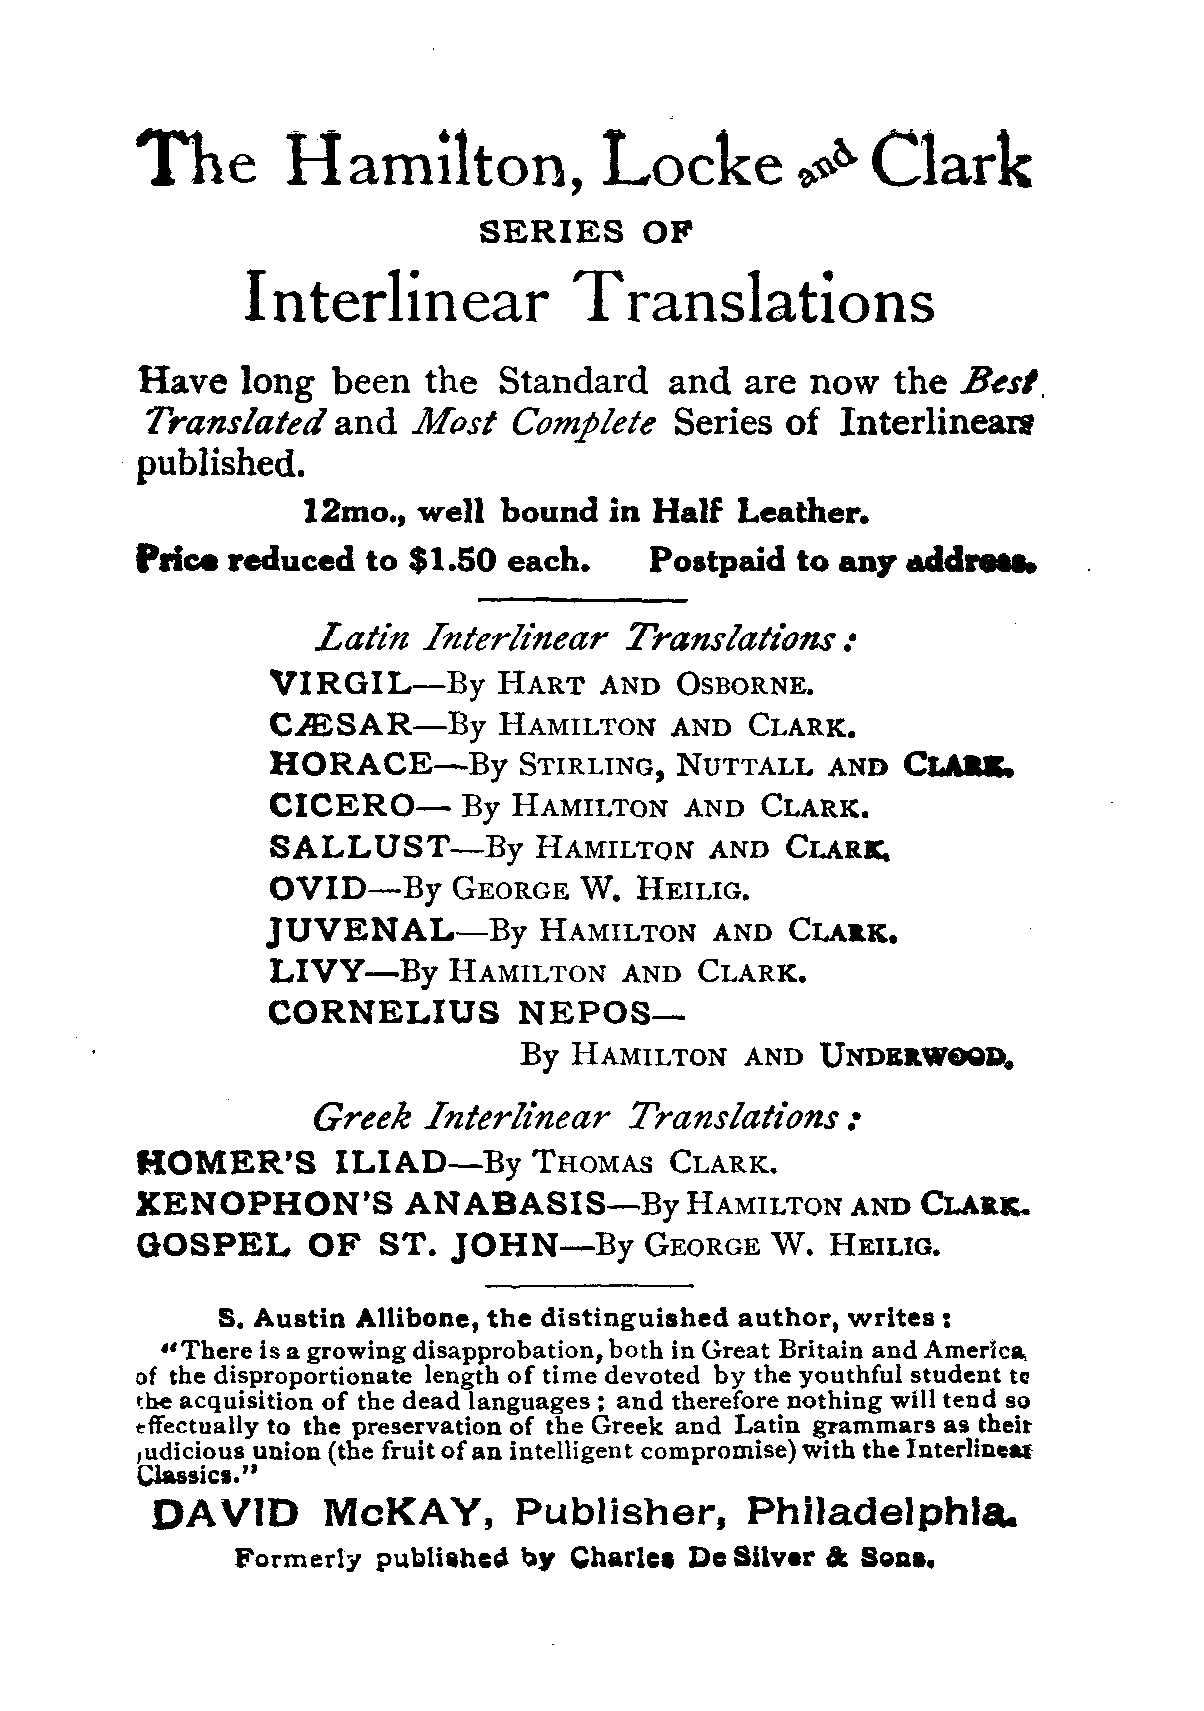 The Hamilton, Locke and Clark
SERIES OF
Interlinear Translations
Have long been the Standard and are now the Best
Translated and Most Complete Series of Interlinears
published.
12mo., well bound in Half Leather.
Price reduced to $1.50 each. Postpaid to any address.
Latin Interlinear Translations:
VIRGIL—By HART AND OSBORNE.
CÆSAR—By HAMILTON AND CLARK.
HORACE—By STIRLING, NUTTALL AND CLARK.
CICERO— By HAMILTON AND CLARK.
SALLUST—By HAMILTON AND CLARK.
OVID—By GEORGE W. HEILIG.
JUVENAL—By HAMILTON AND CLARK.
LIVY—By HAMILTON AND CLARK.
CORNELIUS NEPOS—
By HAMILTON AND UNDERWOOD.
Greek Interlinear Translations:
HOMER'S ILIAD—By THOMAS CLARK.
XENOPHON'S ANABASIS—By HAMILTON AND CLARK.
GOSPEL OF ST. JOHN—By GEORGE W. HEILIG.
S. Austin Allibone, the distinguished author, writes:
"There is a growing disapprobation, both in Great Britain and America,
of the disproportionate length of time devoted by the youthful student to
the acquisition of the dead languages; and therefore nothing will tend so
effectually to the preservation of the Greek and Latin grammars as their
judicious union (the fruit of an intelligent compromise) with the Interlinear
Classics."
DAVID McKAY, Publisher, Philadelphia.
Formerly published by Charles De Silver & Sons.